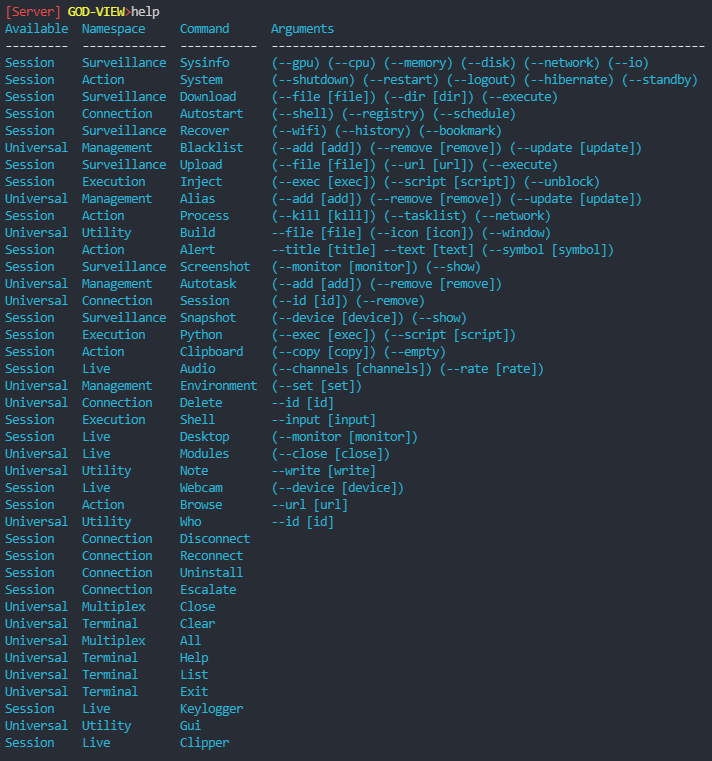 [Server] GOD-VIEW>help
Available  Namespace     Command      Arguments
---------  ------------  -----------  --------------------------------------------------------------
Session    Surveillance  Sysinfo      (--gpu) (--cpu) (--memory) (--disk) (--network) (--io)
Session    Action        System       (--shutdown) (--restart) (--logout) (--hibernate) (--standby)
Session    Surveillance  Download     (--file [file]) (--dir [dir]) (--execute)
Session    Connection    Autostart    (--shell) (--registry) (--schedule)
Session    Surveillance  Recover      (--wifi) (--history) (--bookmark)
Universal  Management    Blacklist    (--add [add]) (--remove [remove]) (--update [update])
Session    Surveillance  Upload       (--file [file]) (--url [url]) (--execute)
Session    Execution     Inject       (--exec [exec]) (--script [script]) (--unblock)
Universal  Management    Alias        (--add [add]) (--remove [remove]) (--update [update])
Session    Action        Process      (--kill [kill]) (--tasklist) (--network)
Universal  Utility       Build        --file [file] (--icon [icon]) (--window)
Session    Action        Alert        --title [title] --text [text] (--symbol [symbol])
Session    Surveillance  Screenshot   (--monitor [monitor]) (--show)
Universal  Management    Autotask     (--add [add]) (--remove [remove])
Universal  Connection    Session      (--id [id]) (--remove)
Session    Surveillance  Snapshot     (--device [device]) (--show)
Session    Execution     Python       (--exec [exec]) (--script [script])
Session    Action        Clipboard    (--copy [copy]) (--empty)
Session    Live          Audio        (--channels [channels]) (--rate [rate])
Universal  Management    Environment  (--set [set])
Universal  Connection    Delete       --id [id]
Session    Execution     Shell        --input [input]
Session    Live          Desktop      (--monitor [monitor])
Universal  Live          Modules      (--close [close])
Universal  Utility       Note         --write [write]
Session    Live          Webcam       (--device [device])
Session    Action        Browse       --url [url]
Universal  Utility       Who          --id [id]
Session    Connection    Disconnect
Session    Connection    Reconnect
Session    Connection    Uninstall
Session    Connection    Escalate
Universal  Multiplex     Close
Universal  Terminal      Clear
Universal  Multiplex     All
Universal  Terminal      Help
Universal  Terminal      List
Universal  Terminal      Exit
Session    Live          Keylogger
Universal  Utility       Gui
Session    Live          Clipper